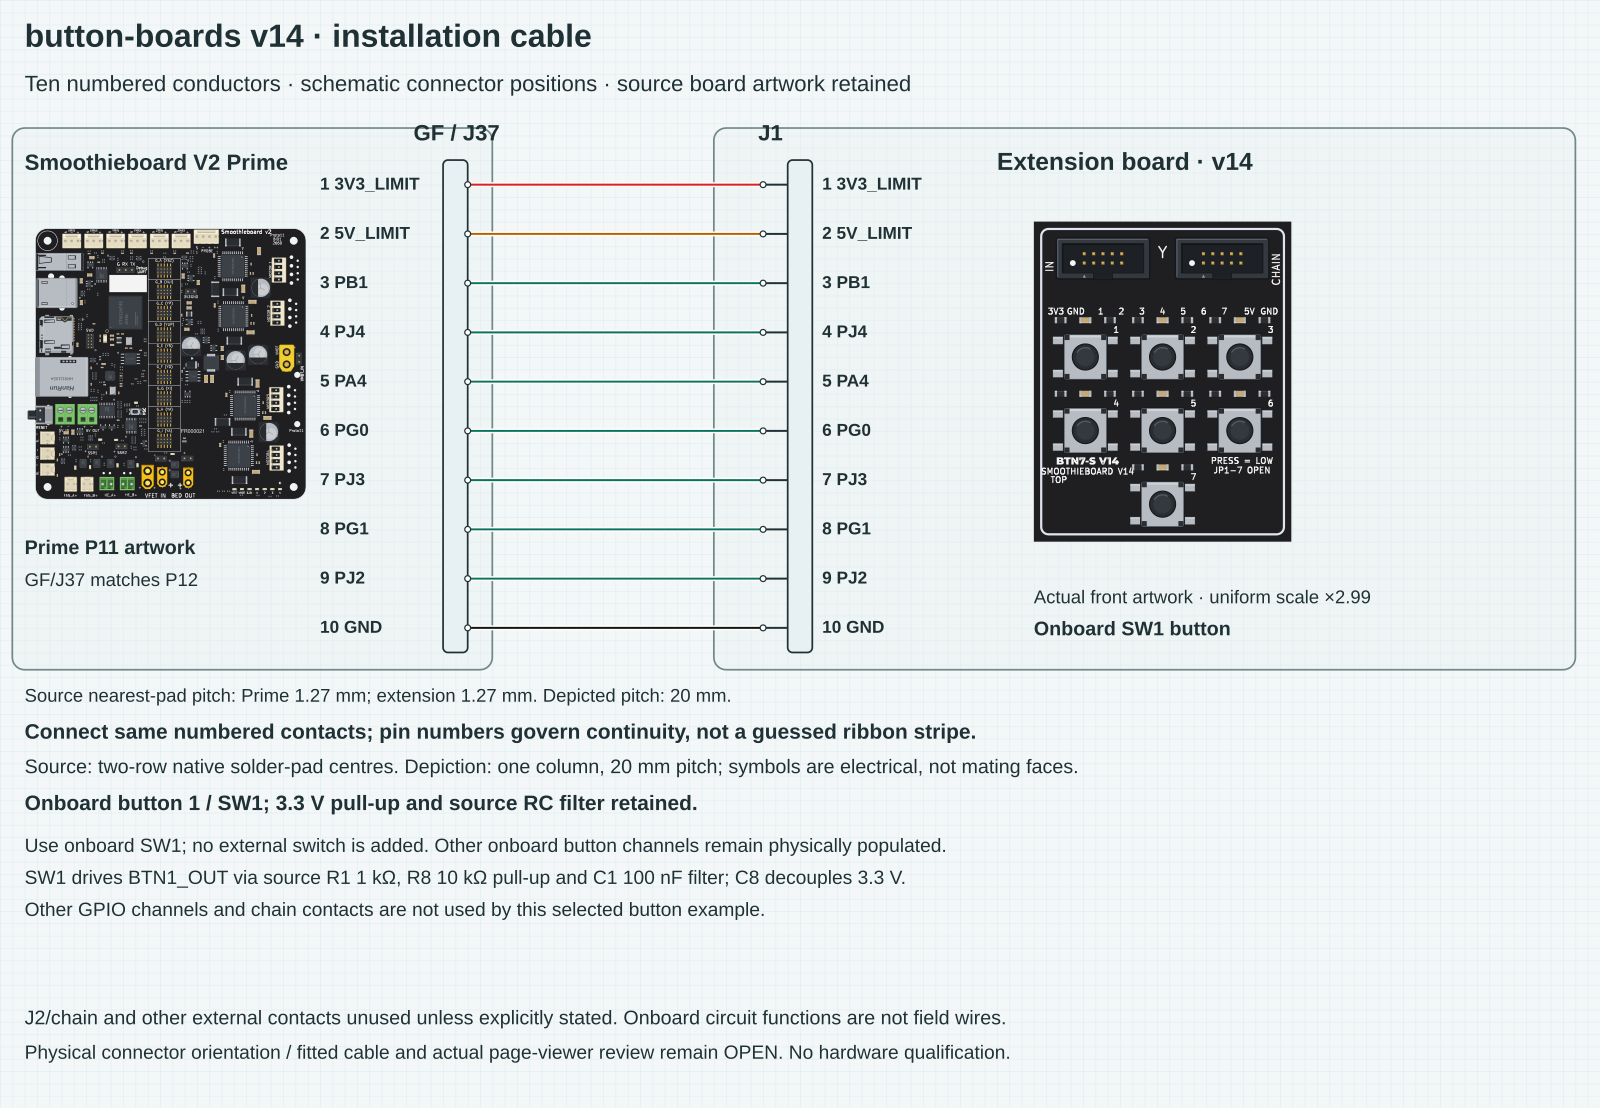 button-boards v14 · installation cable
Ten numbered conductors · schematic connector positions · source board artwork retained
GF / J37
J1
Smoothieboard V2 Prime
Extension board · v14
1 3V3_LIMIT
2 5V_LIMIT
3 PB1
4 PJ4
5 PA4
6 PG0
7 PJ3
8 PG1
9 PJ2
10 GND
1 3V3_LIMIT
2 5V_LIMIT
3 PB1
4 PJ4
5 PA4
6 PG0
7 PJ3
8 PG1
9 PJ2
10 GND
Smoothieboard v2
VFET IN BED OUT
IN
Y
CHAIN
3V3 GND 1 2 3 4 5 6 7 5V GND
1 2 3
4 5 6
BTN7-S V14
SMOOTHIEBOARD V14
TOP
PRESS = LOW
JP1-7 OPEN
7
Prime P11 artwork
GF/J37 matches P12
Actual front artwork · uniform scale ×2.99
Onboard SW1 button
Source nearest-pad pitch: Prime 1.27 mm; extension 1.27 mm. Depicted pitch: 20 mm.
Connect same numbered contacts; pin numbers govern continuity, not a guessed ribbon stripe.
Source: two-row native solder-pad centres. Depiction: one column, 20 mm pitch; symbols are electrical, not mating faces.
Onboard button 1 / SW1; 3.3 V pull-up and source RC filter retained.
Use onboard SW1; no external switch is added. Other onboard button channels remain physically populated.
SW1 drives BTN1_OUT via source R1 1 kΩ, R8 10 kΩ pull-up and C1 100 nF filter; C8 decouples 3.3 V.
Other GPIO channels and chain contacts are not used by this selected button example.
J2/chain and other external contacts unused unless explicitly stated. Onboard circuit functions are not field wires.
Physical connector orientation / fitted cable and actual page-viewer review remain OPEN. No hardware qualification.